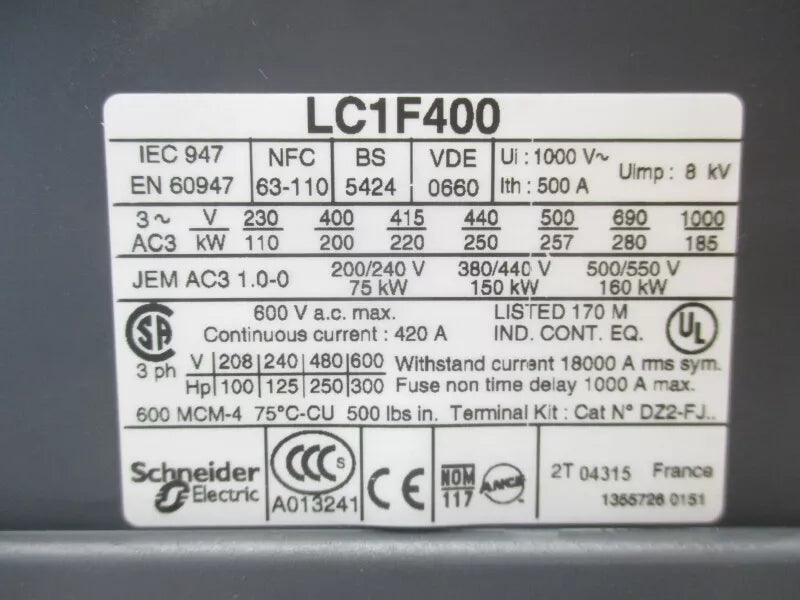 LC1F400
IEC 947 NFC BS VDE Ui : 1000 V~ UImp : 8 kV
EN 60947 63-110 5424 0660 Ith : 500 A
3~ V 230 400 415 440 500 690 1000
AC3 kW 110 200 220 250 257 280 185
JEM AC3 1.0-0 200/240 V 380/440 V 500/550 V
75 kW 150 kW 160 kW
SA 600 V a.c. max. LISTED 170 M UL
Continuous current : 420 A IND. CONT. EQ.
3 ph V 208 240 480 600 Withstand current 18000 A rms sym.
Hp 100 125 250 300 Fuse non time delay 1000 A max.
600 MCM-4 75°C-CU 500 lbs in. Terminal Kit : Cat N° DZ2-FJ..
Schneider Electric CCC S A013241 CE NOM 117 ANCE 2T 04315 France
1355726 0151